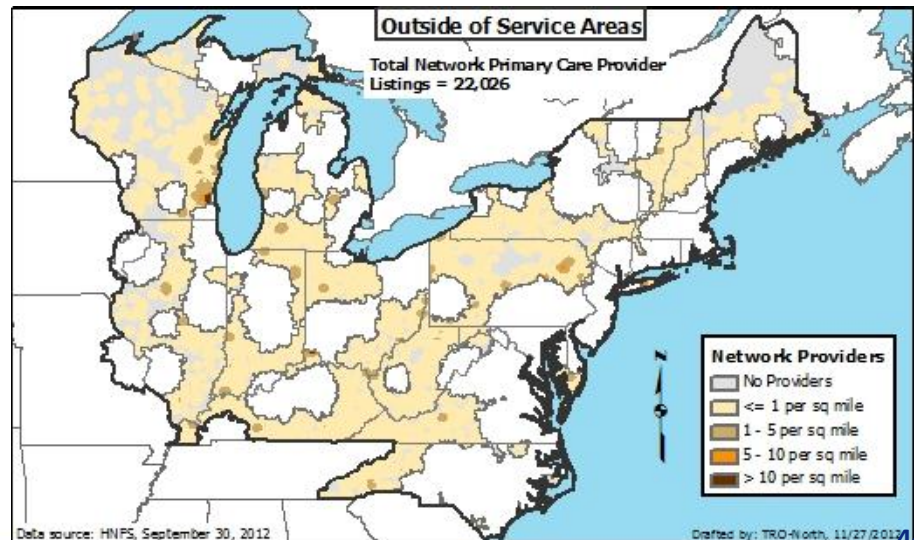 Outside of Service Areas
Total Network Primary Care Provider
Listings = 22,026
N
Network Providers
No Providers
<= 1 per sq mile
1 - 5 per sq mile
5 - 10 per sq mile
> 10 per sq mile
Data source: HNFS, September 30, 2012
Drafted by: TRO-North, 11/27/2012
4